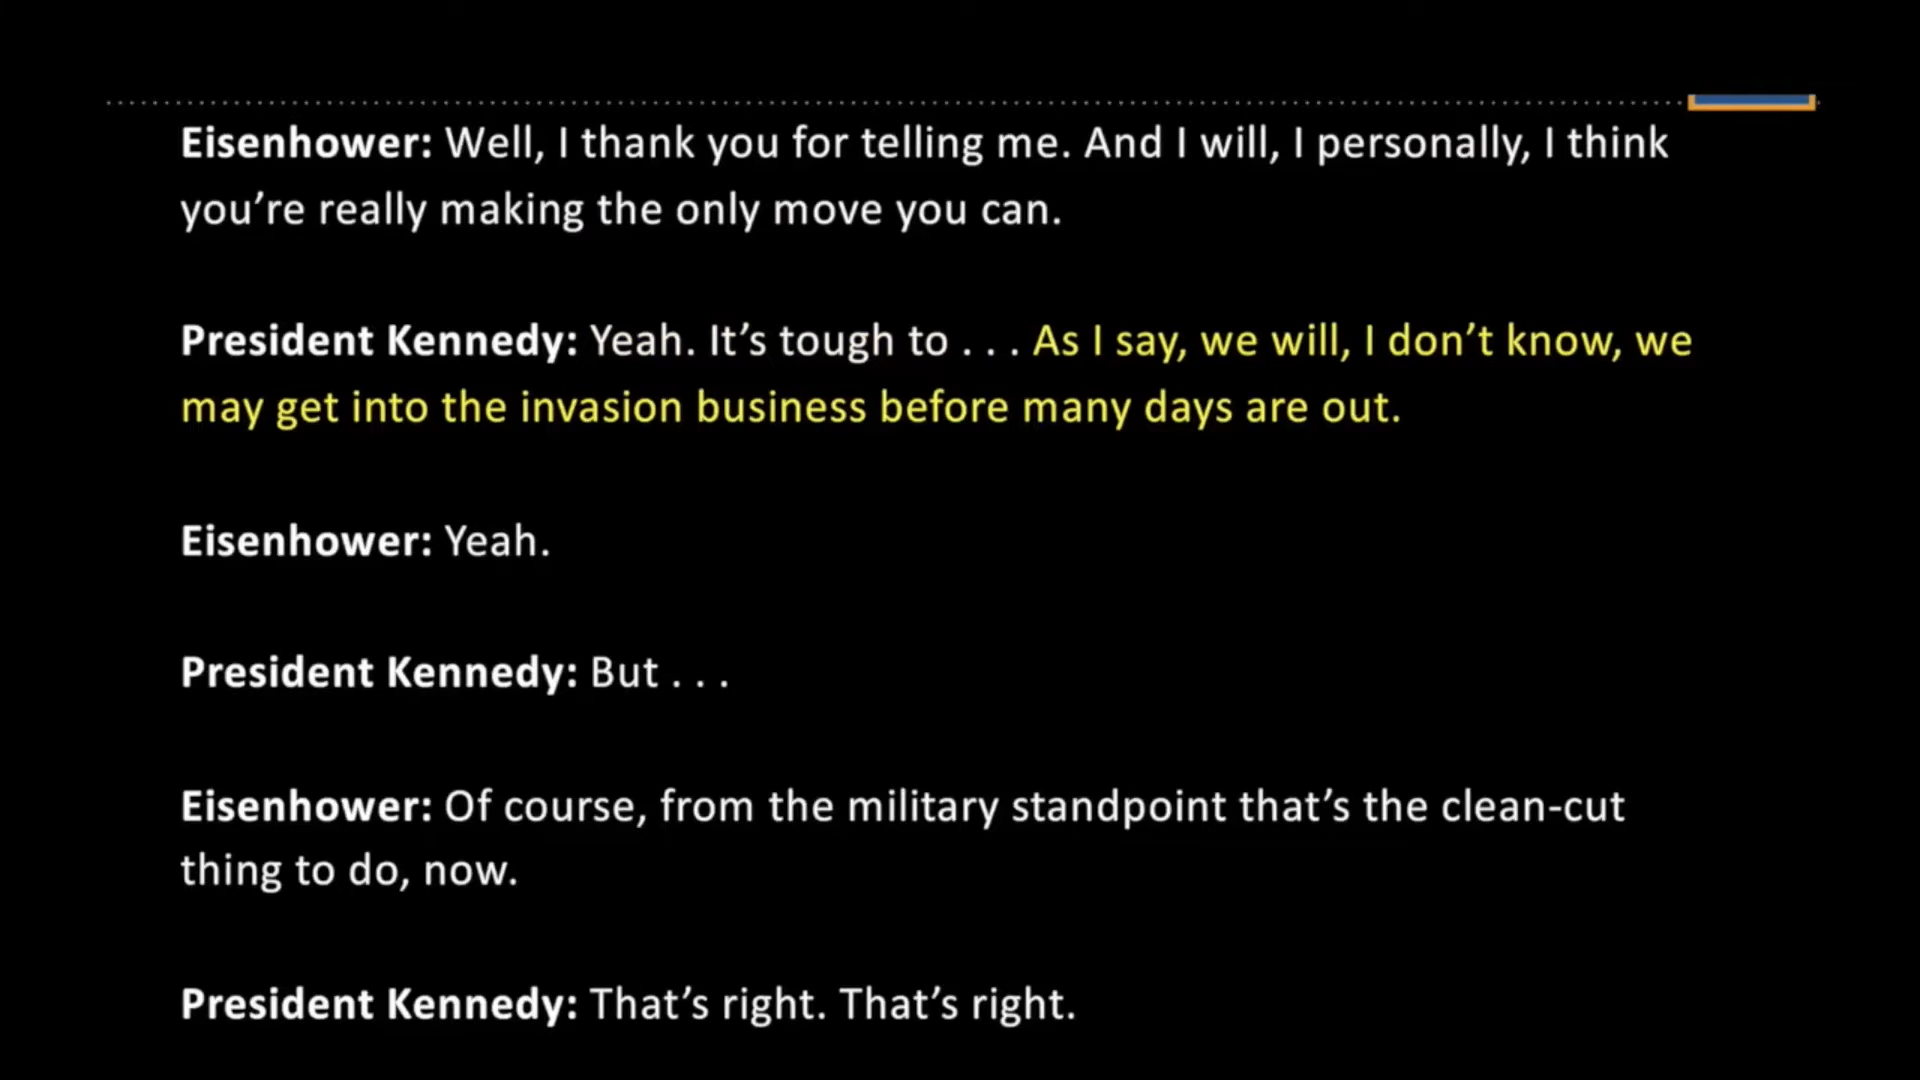 Eisenhower: Well, I thank you for telling me. And I will, I personally, I think
you’re really making the only move you can.
President Kennedy: Yeah. It’s tough to . . . As I say, we will, I don’t know, we
may get into the invasion business before many days are out.
Eisenhower: Yeah.
President Kennedy: But . . .
Eisenhower: Of course, from the military standpoint that’s the clean-cut
thing to do, now.
President Kennedy: That’s right. That’s right.